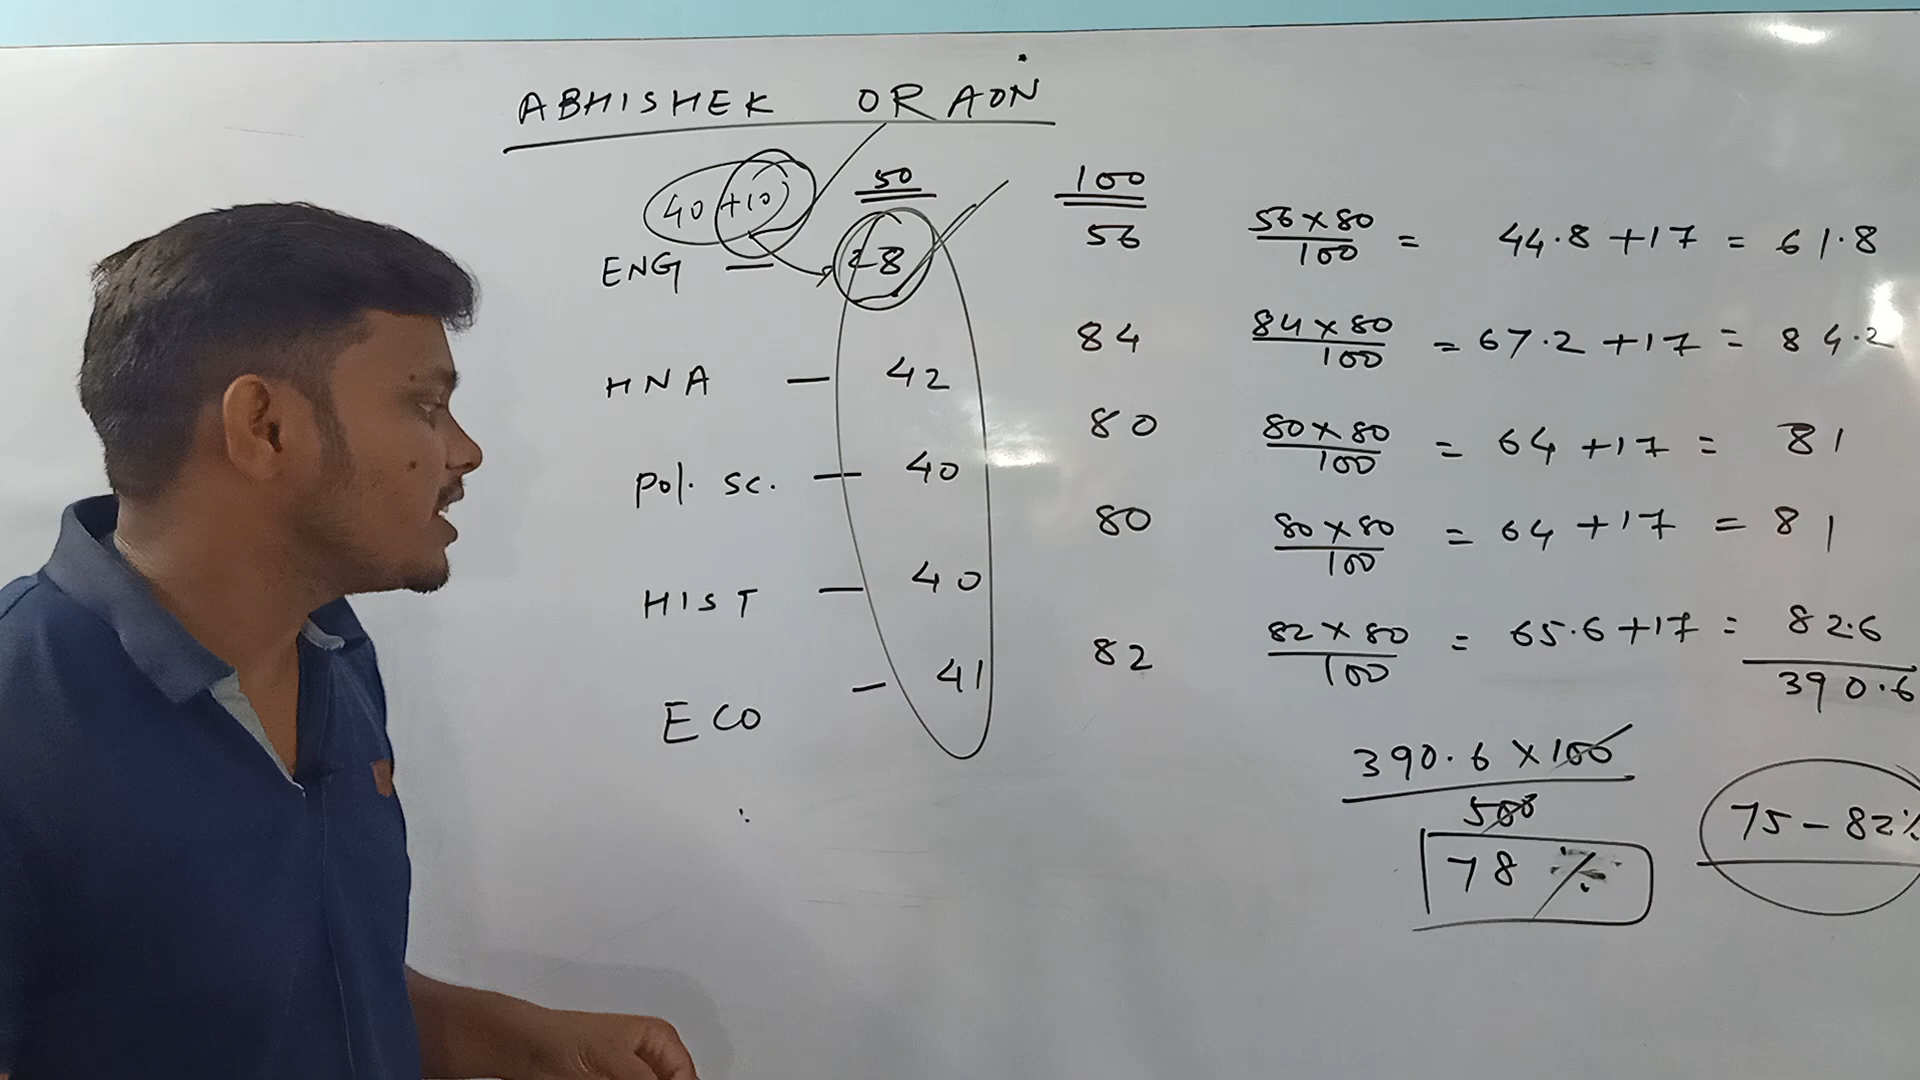 ABHISHEK ORAON
40 +10 50 100
ENG — 28 56 56 x 80 / 100 = 44.8 +17 = 61.8
HNA — 42 84 84 x 80 / 100 = 67.2 +17 = 84.2
Pol. Sc. — 40 80 80 x 80 / 100 = 64 +17 = 81
HIST — 40 80 80 x 80 / 100 = 64 +17 = 81
ECO — 41 82 82 x 80 / 100 = 65.6 +17 = 82.6
390.6
390.6 x 100 / 500
78 %
75 – 82%